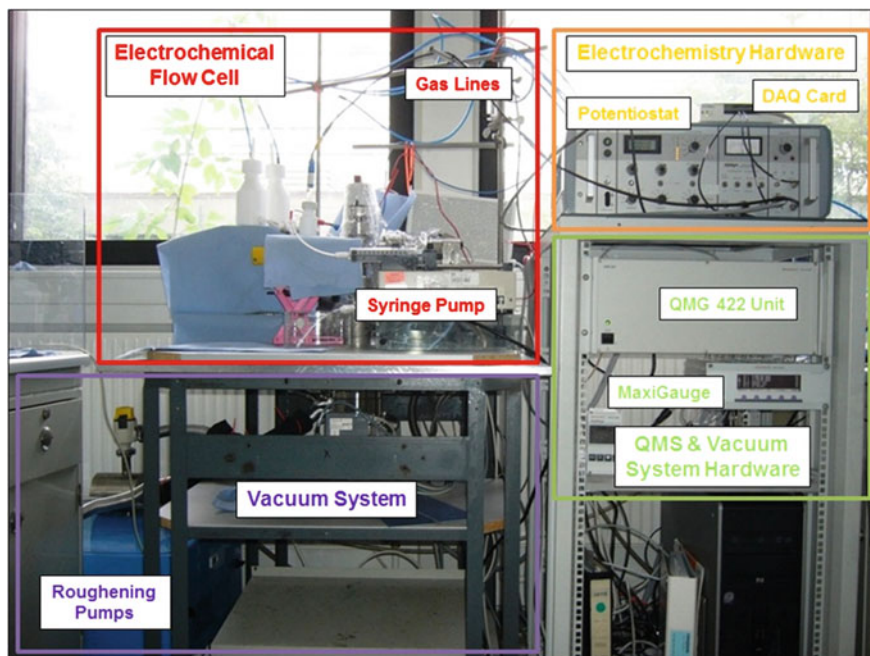 Electrochemical
Flow Cell
Gas Lines
Syringe Pump
Electrochemistry Hardware
DAQ Card
Potentiostat
QMG 422 Unit
MaxiGauge
QMS & Vacuum
System Hardware
Vacuum System
Roughening
Pumps